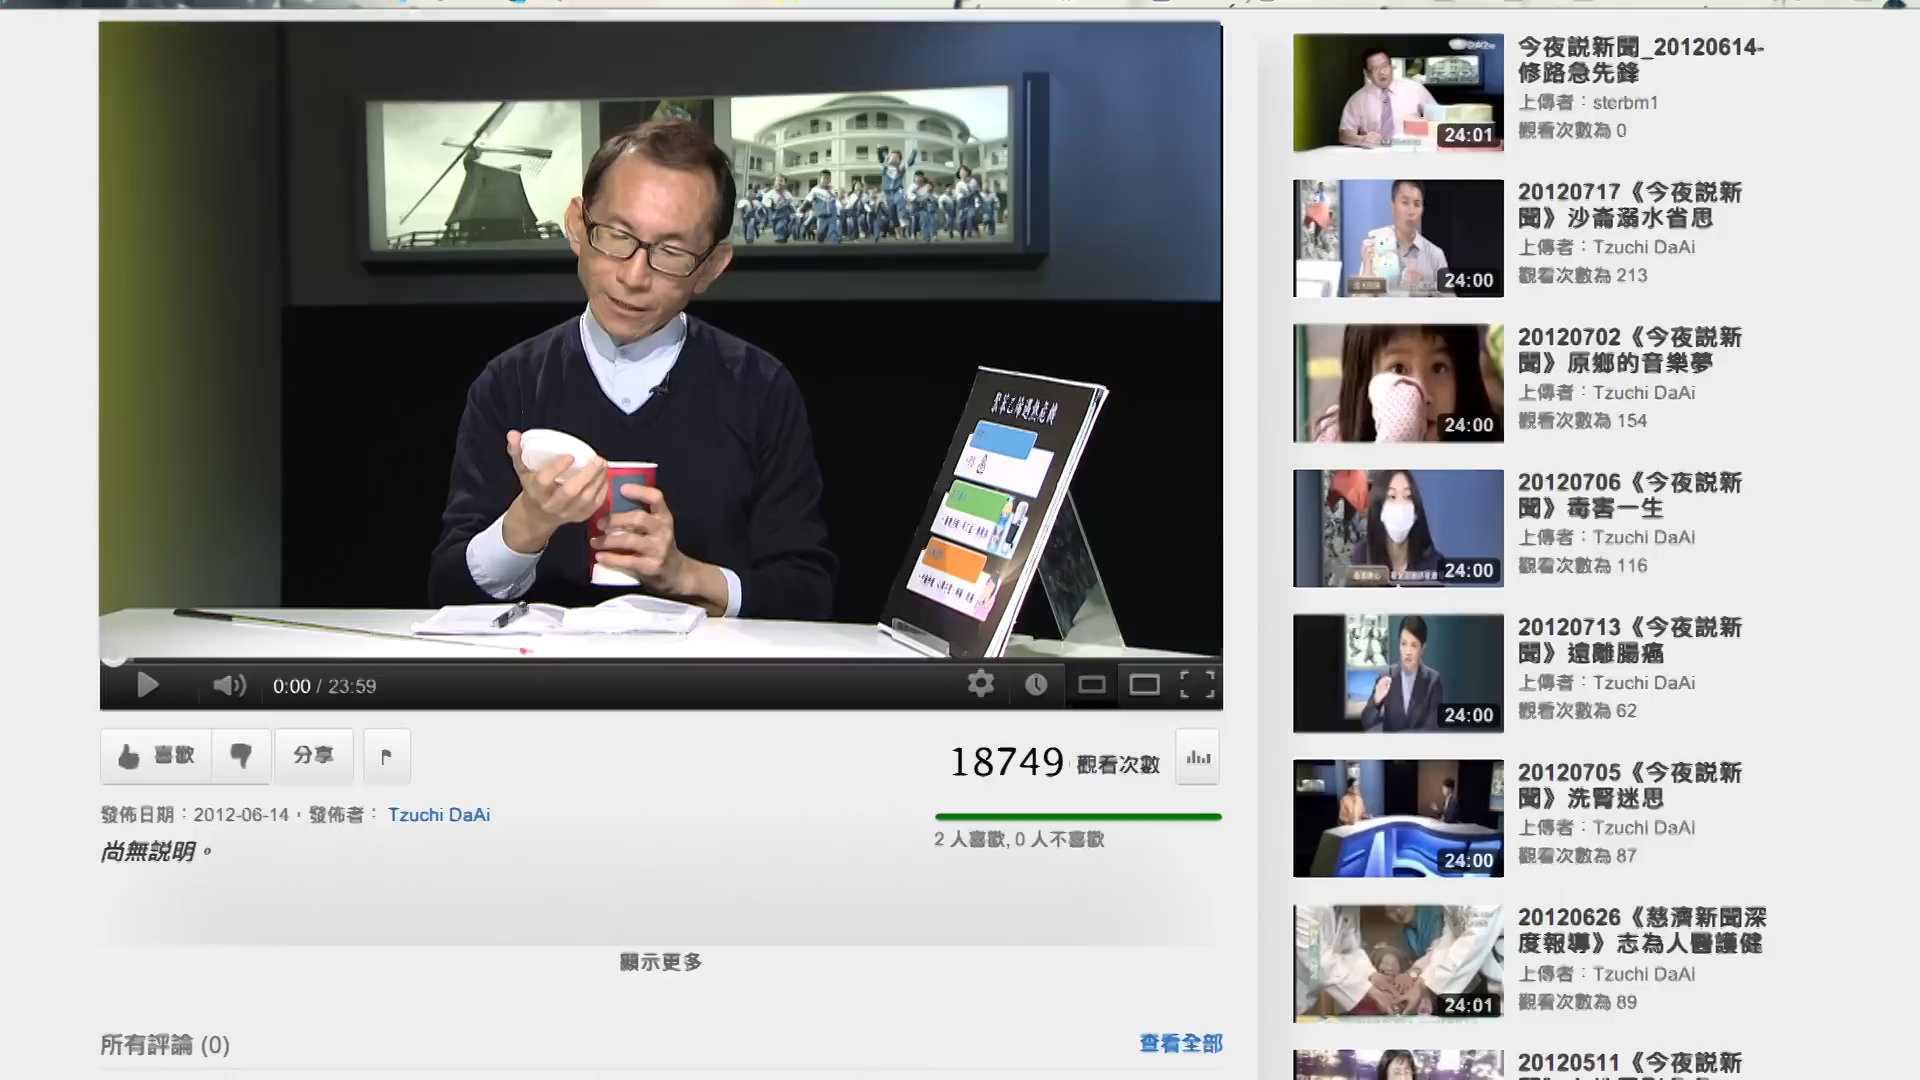 0:00 / 23:59
喜歡
分享
18749 觀看次數
發佈日期：2012-06-14，發佈者： Tzuchi DaAi
尚無説明。
2 人喜歡, 0 人不喜歡
顯示更多
所有評論 (0)
查看全部
24:01
今夜説新聞_20120614-
修路急先鋒
上傳者：sterbm1
觀看次數為 0
24:00
20120717《今夜説新
聞》沙崙溺水省思
上傳者：Tzuchi DaAi
觀看次數為 213
24:00
20120702《今夜説新
聞》原鄉的音樂夢
上傳者：Tzuchi DaAi
觀看次數為 154
24:00
20120706《今夜説新
聞》毒害一生
上傳者：Tzuchi DaAi
觀看次數為 116
24:00
20120713《今夜説新
聞》遠離腸癌
上傳者：Tzuchi DaAi
觀看次數為 62
24:00
20120705《今夜説新
聞》洗腎迷思
上傳者：Tzuchi DaAi
觀看次數為 87
24:01
20120626《慈濟新聞深
度報導》志為人醫護健
上傳者：Tzuchi DaAi
觀看次數為 89
20120511《今夜説新